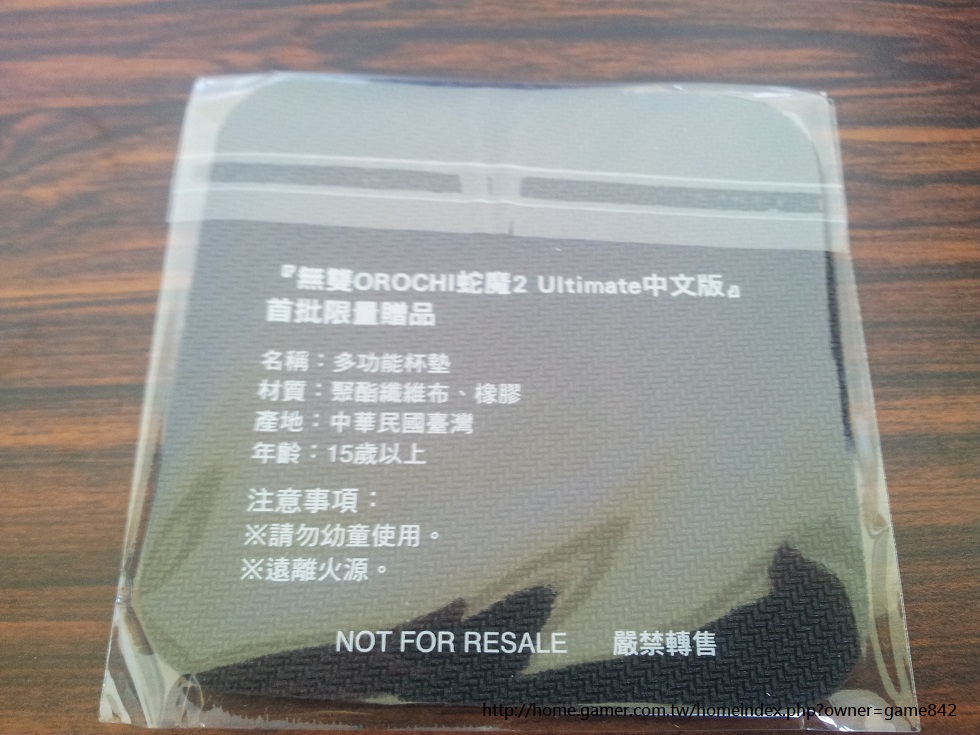 『無雙OROCHI蛇魔2 Ultimate中文版』
首批限量贈品
名稱：多功能杯墊
材質：聚酯纖維布、橡膠
產地：中華民國臺灣
年齡：15歲以上
注意事項：
※請勿幼童使用。
※遠離火源。
NOT FOR RESALE 嚴禁轉售
http://home.gamer.com.tw/homeindex.php?owner=game842